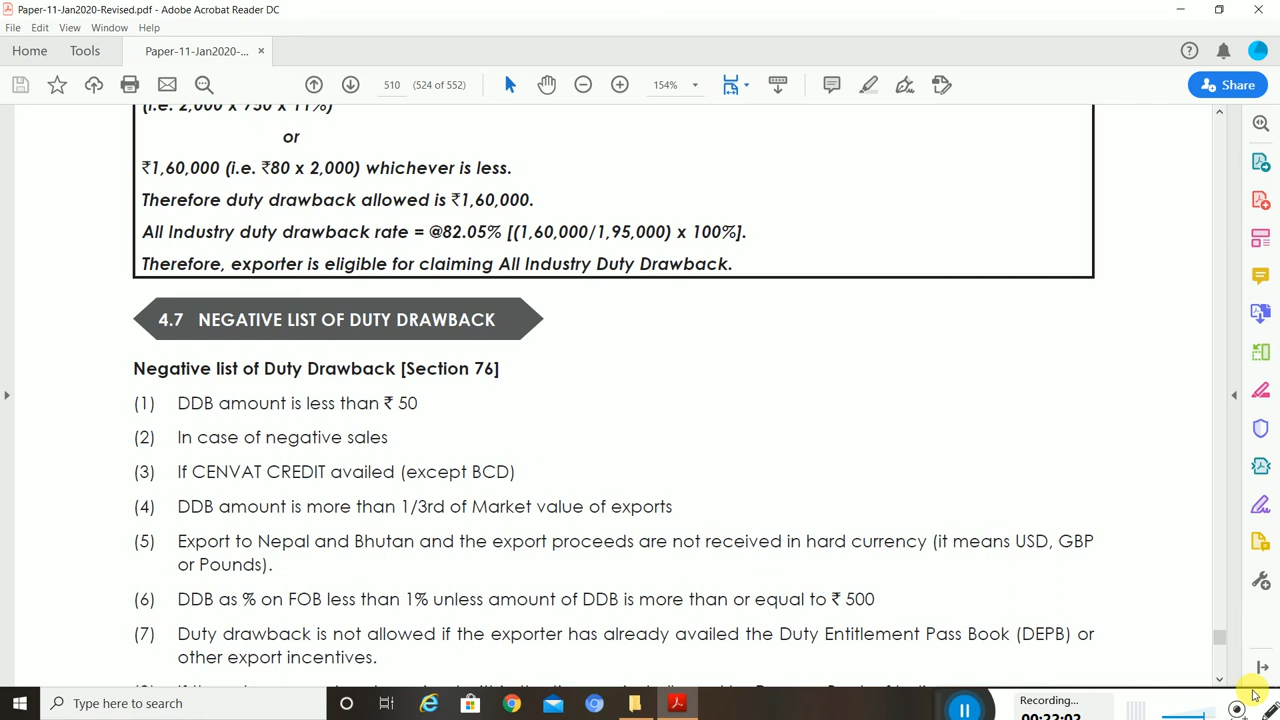 Paper-11-Jan2020-Revised.pdf - Adobe Acrobat Reader DC
File Edit View Window Help
Home Tools Paper-11-Jan2020-... ×
510 (524 of 552) 154% Share
(i.e. 2,000 x 750 x 11%)
or
₹1,60,000 (i.e. ₹80 x 2,000) whichever is less.
Therefore duty drawback allowed is ₹1,60,000.
All Industry duty drawback rate = @82.05% [(1,60,000/1,95,000) x 100%].
Therefore, exporter is eligible for claiming All Industry Duty Drawback.
4.7 NEGATIVE LIST OF DUTY DRAWBACK
Negative list of Duty Drawback [Section 76]
(1) DDB amount is less than ₹ 50
(2) In case of negative sales
(3) If CENVAT CREDIT availed (except BCD)
(4) DDB amount is more than 1/3rd of Market value of exports
(5) Export to Nepal and Bhutan and the export proceeds are not received in hard currency (it means USD, GBP
or Pounds).
(6) DDB as % on FOB less than 1% unless amount of DDB is more than or equal to ₹ 500
(7) Duty drawback is not allowed if the exporter has already availed the Duty Entitlement Pass Book (DEPB) or
other export incentives.
Type here to search
Recording...
00:22:02